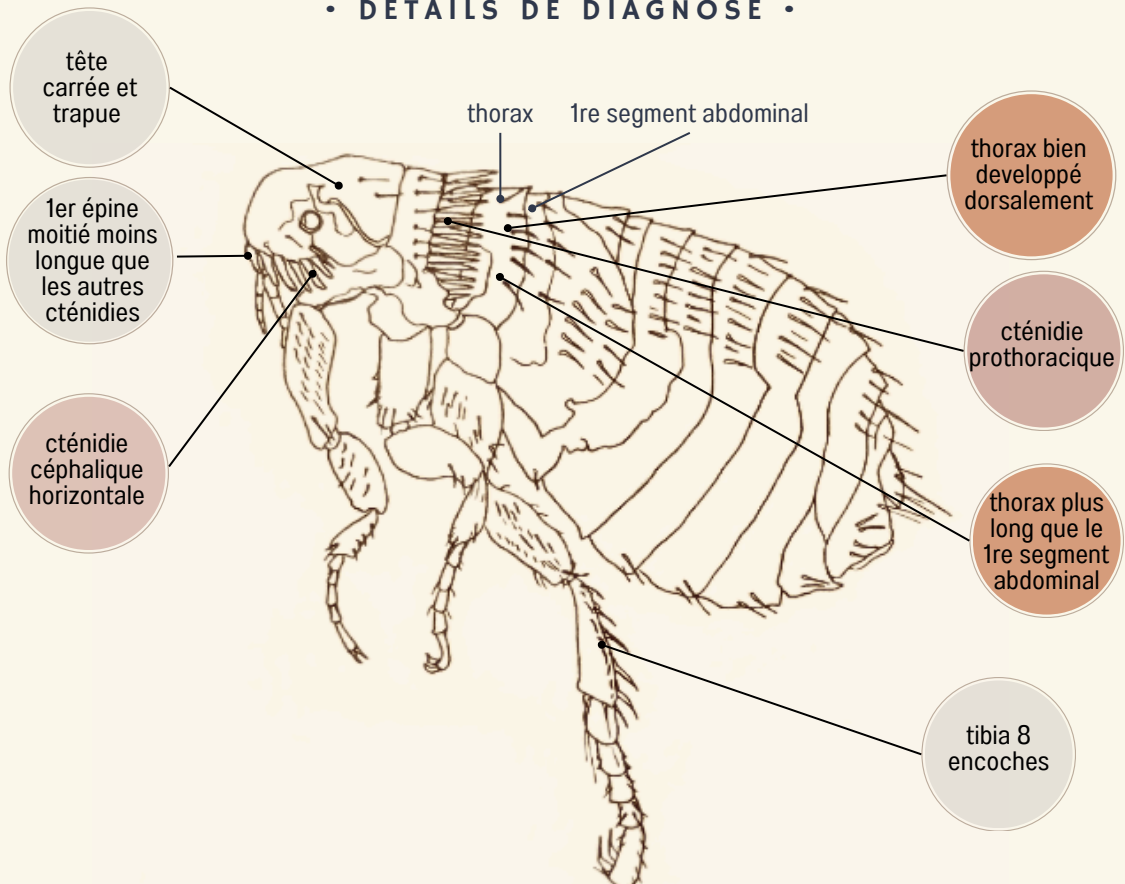 • DÉTAILS DE DIAGNOSE •
tête
carrée et
trapue
thorax
1re segment abdominal
thorax bien
developpé
dorsalement
1er épine
moitié moins
longue que
les autres
cténidies
cténidie
prothoracique
cténidie
céphalique
horizontale
thorax plus
long que le
1re segment
abdominal
tibia 8
encoches